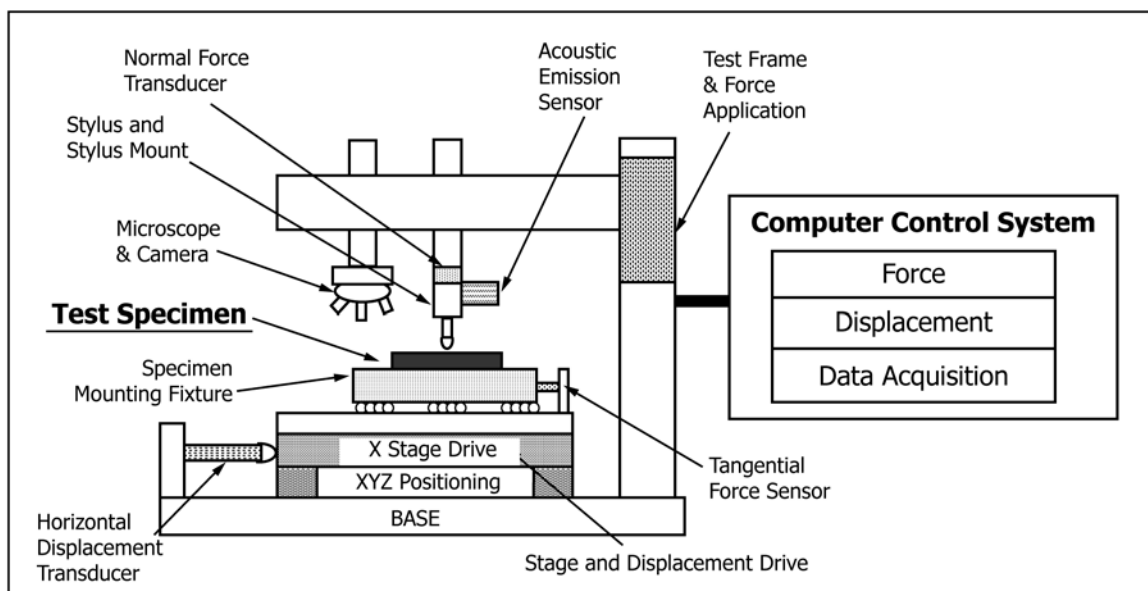 Normal Force
Transducer
Acoustic
Emission
Sensor
Test Frame
& Force
Application
Stylus and
Stylus Mount
Microscope
& Camera
Test Specimen
Specimen
Mounting Fixture
Computer Control System
Force
Displacement
Data Acquisition
X Stage Drive
XYZ Positioning
BASE
Tangential
Force Sensor
Horizontal
Displacement
Transducer
Stage and Displacement Drive